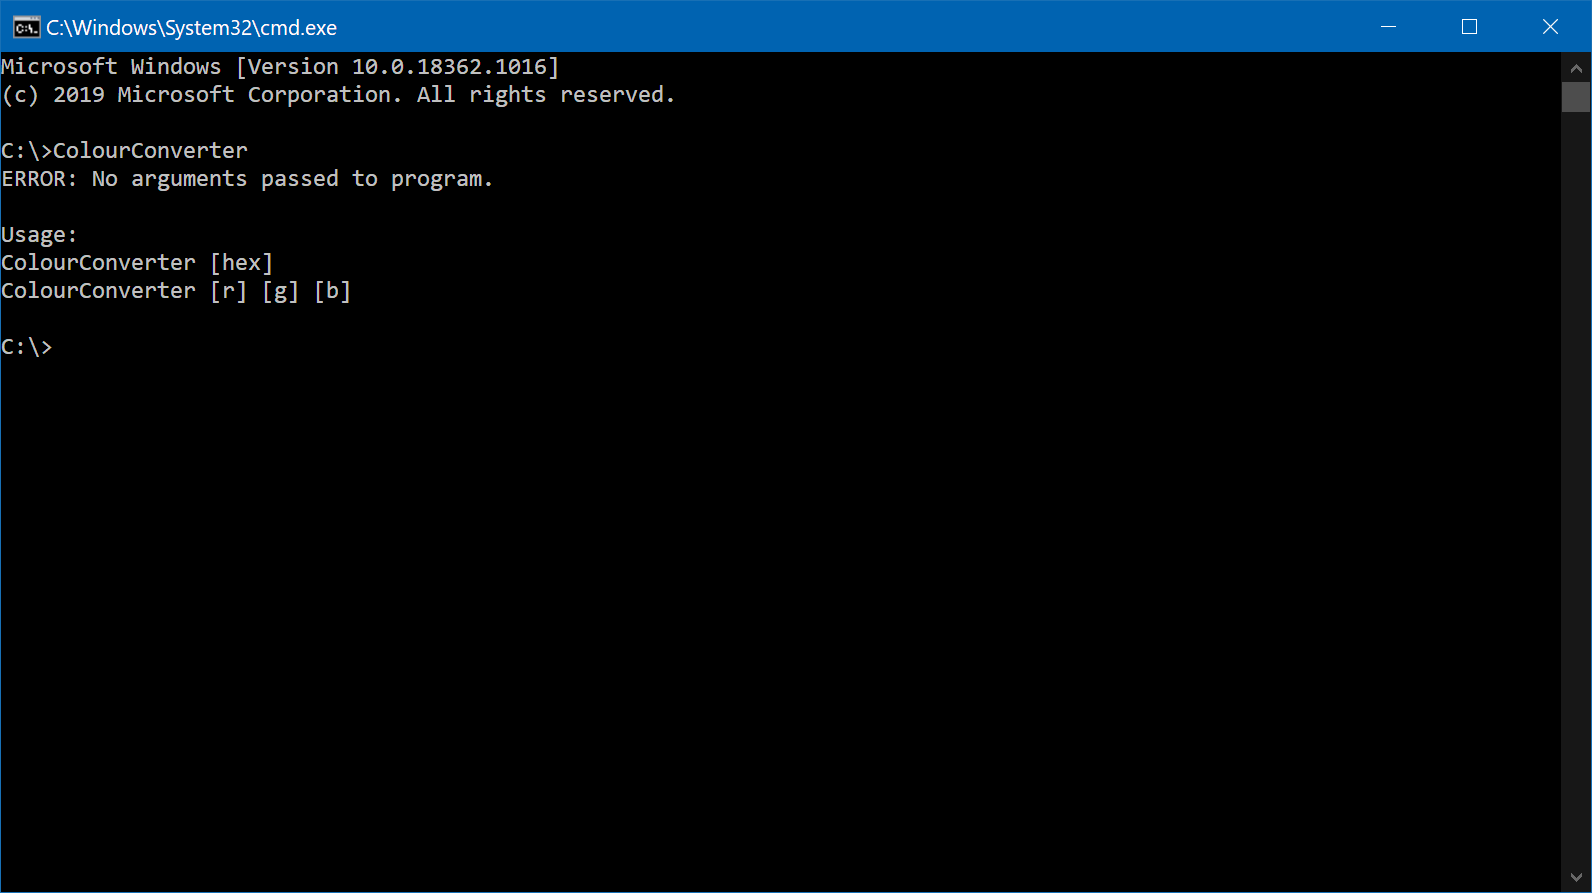 C:\Windows\System32\cmd.exe
Microsoft Windows [Version 10.0.18362.1016]
(c) 2019 Microsoft Corporation. All rights reserved.
C:\>ColourConverter
ERROR: No arguments passed to program.
Usage:
ColourConverter [hex]
ColourConverter [r] [g] [b]
C:\>